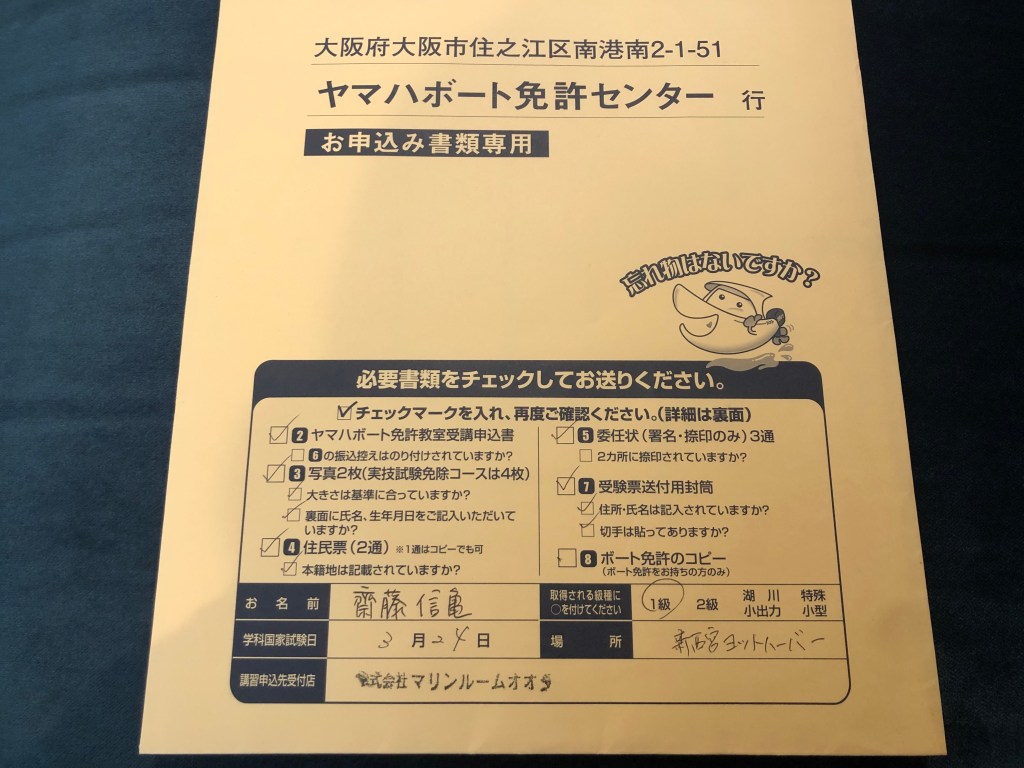 大阪府大阪市住之江区南港南2-1-51
ヤマハボート免許センター 行
お申込み書類専用
忘れ物はないですか?
必要書類をチェックしてお送りください。
チェックマークを入れ、再度ご確認ください。(詳細は裏面)
2 ヤマハボート免許教室受講申込書
6の振込控えはのり付けされていますか?
3 写真2枚(実技試験免除コースは4枚)
大きさは基準に合っていますか?
裏面に氏名、生年月日をご記入いただいて
いますか?
4 住民票(2通) ※1通はコピーでも可
本籍地は記載されていますか?
5 委任状(署名・捺印のみ)3通
2カ所に捺印されていますか?
7 受験票送付用封筒
住所・氏名は記入されていますか?
切手は貼ってありますか?
8 ボート免許のコピー
(ボート免許をお持ちの方のみ)
お名前 齋藤信亀
取得される級種に
○を付けてください
1級 2級 湖川小出力 特殊小型
学科国家試験日 3月24日
場所 新西宮ヨットハーバー
講習申込先受付店 株式会社マリンルームオオタ